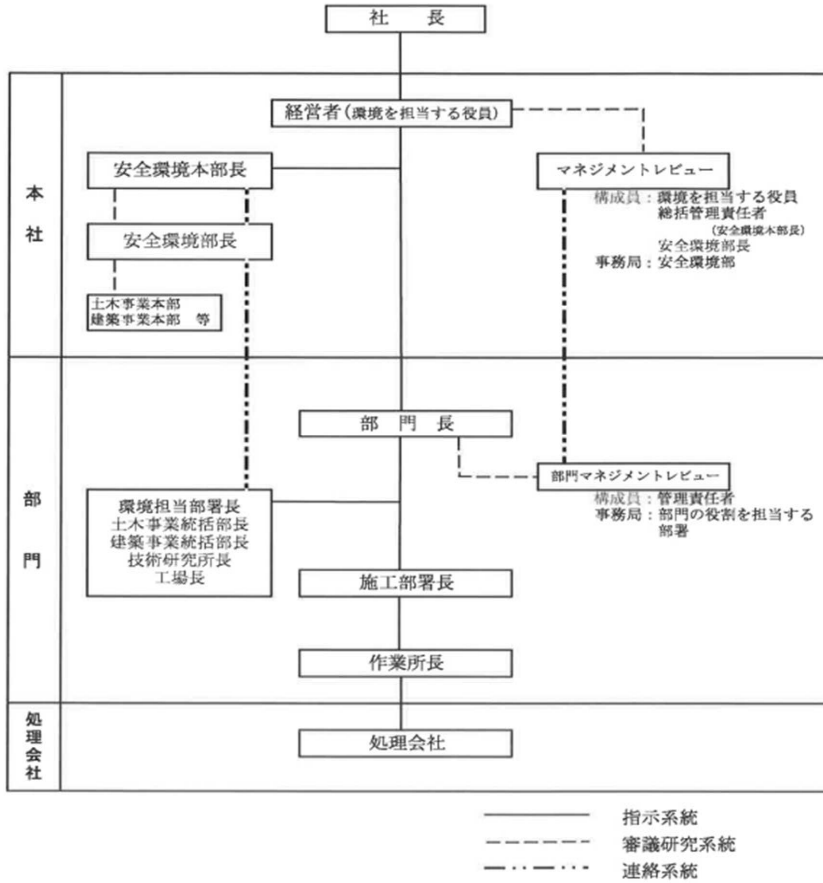 社 長
本社
経営者(環境を担当する役員)
安全環境本部長
マネジメントレビュー
構成員：環境を担当する役員
総括管理責任者
(安全環境本部長)
安全環境部長
事務局：安全環境部
安全環境部長
土木事業本部
建築事業本部 等
部門
部 門 長
部門マネジメントレビュー
構成員：管理責任者
事務局：部門の役割を担当する
部署
環境担当部署長
土木事業統括部長
建築事業統括部長
技術研究所長
工場長
施工部署長
作業所長
処理会社
処理会社
指示系統
審議研究系統
連絡系統